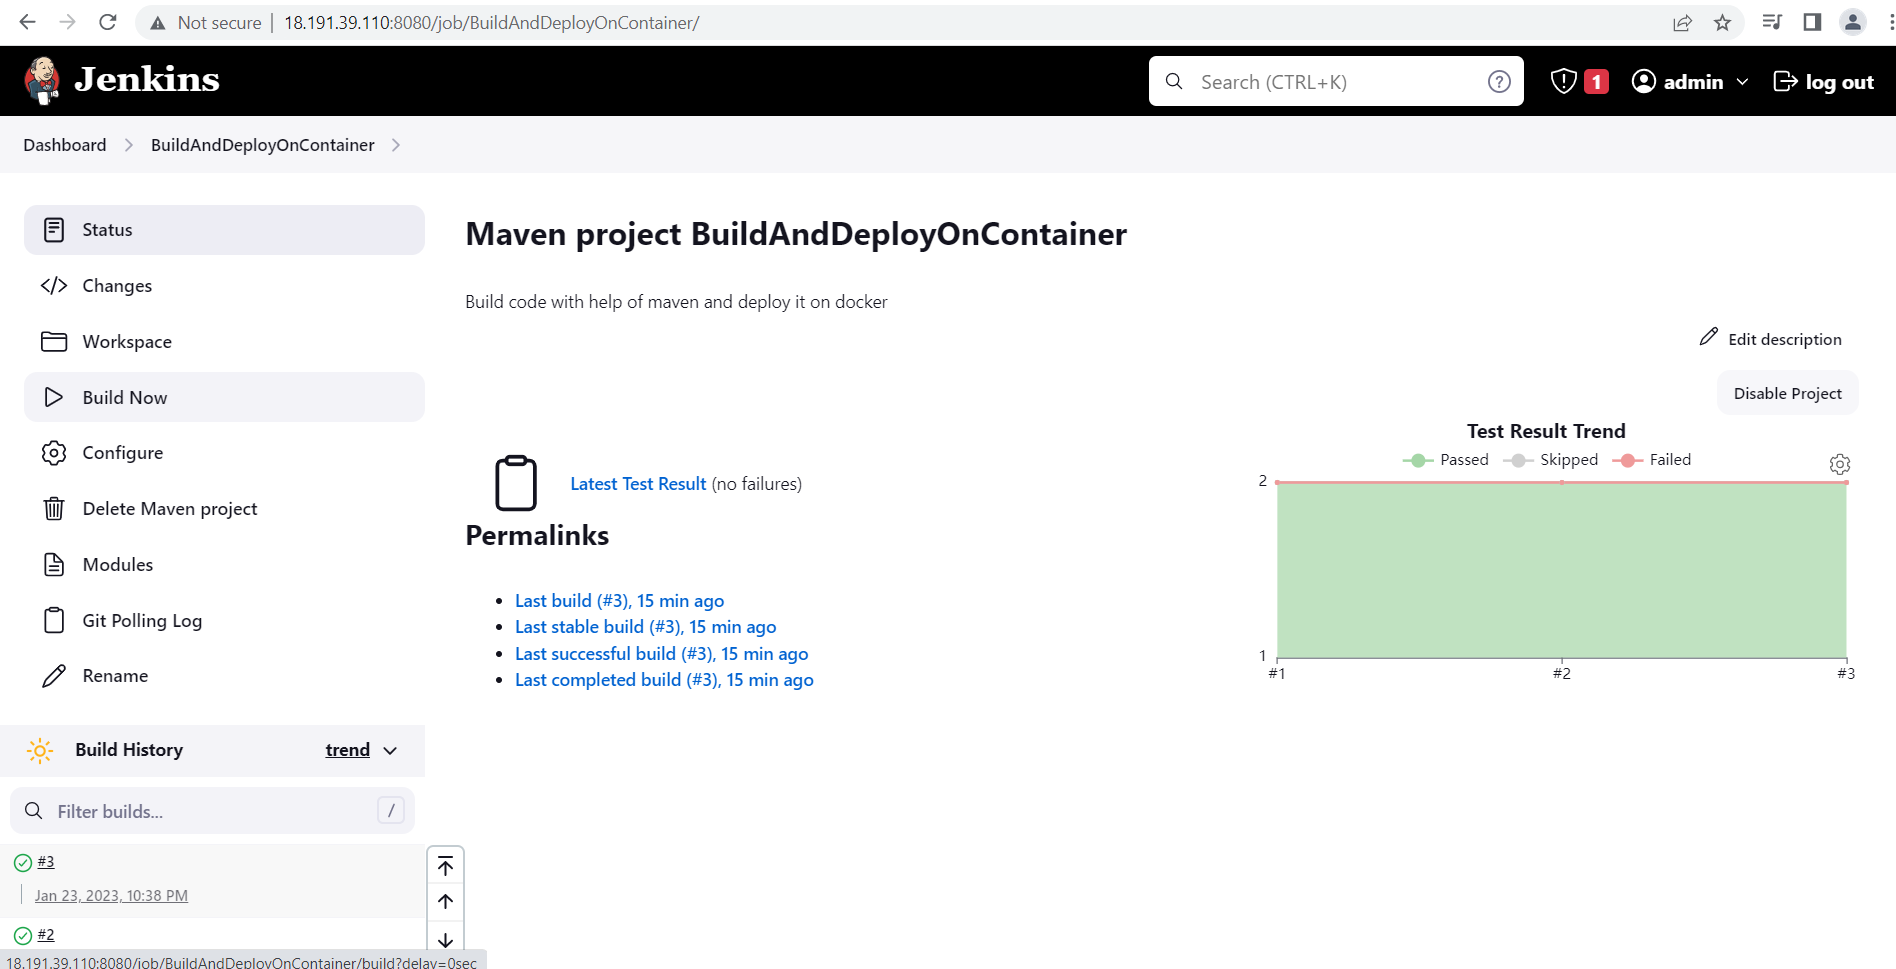 Not secure | 18.191.39.110:8080/job/BuildAndDeployOnContainer/
Jenkins
Search (CTRL+K)
?
1
admin
log out
Dashboard
BuildAndDeployOnContainer
Status
Changes
Workspace
Build Now
Configure
Delete Maven project
Modules
Git Polling Log
Rename
Build History
trend
Filter builds...
/
#3
Jan 23, 2023, 10:38 PM
#2
18.191.39.110:8080/job/BuildAndDeployOnContainer/build?delay=0sec
Maven project BuildAndDeployOnContainer
Build code with help of maven and deploy it on docker
Edit description
Disable Project
Latest Test Result (no failures)
Permalinks
Last build (#3), 15 min ago
Last stable build (#3), 15 min ago
Last successful build (#3), 15 min ago
Last completed build (#3), 15 min ago
Test Result Trend
Passed Skipped Failed
2
1
#1 #2 #3